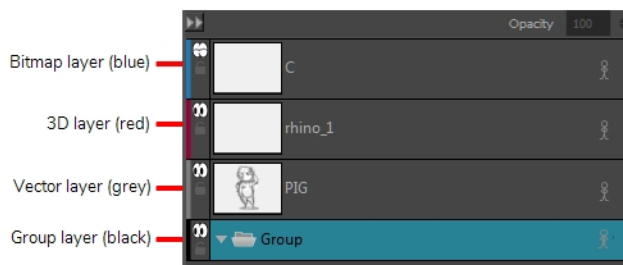 Opacity 100
Bitmap layer (blue)
C
3D layer (red)
rhino_1
Vector layer (grey)
PIG
Group layer (black)
Group